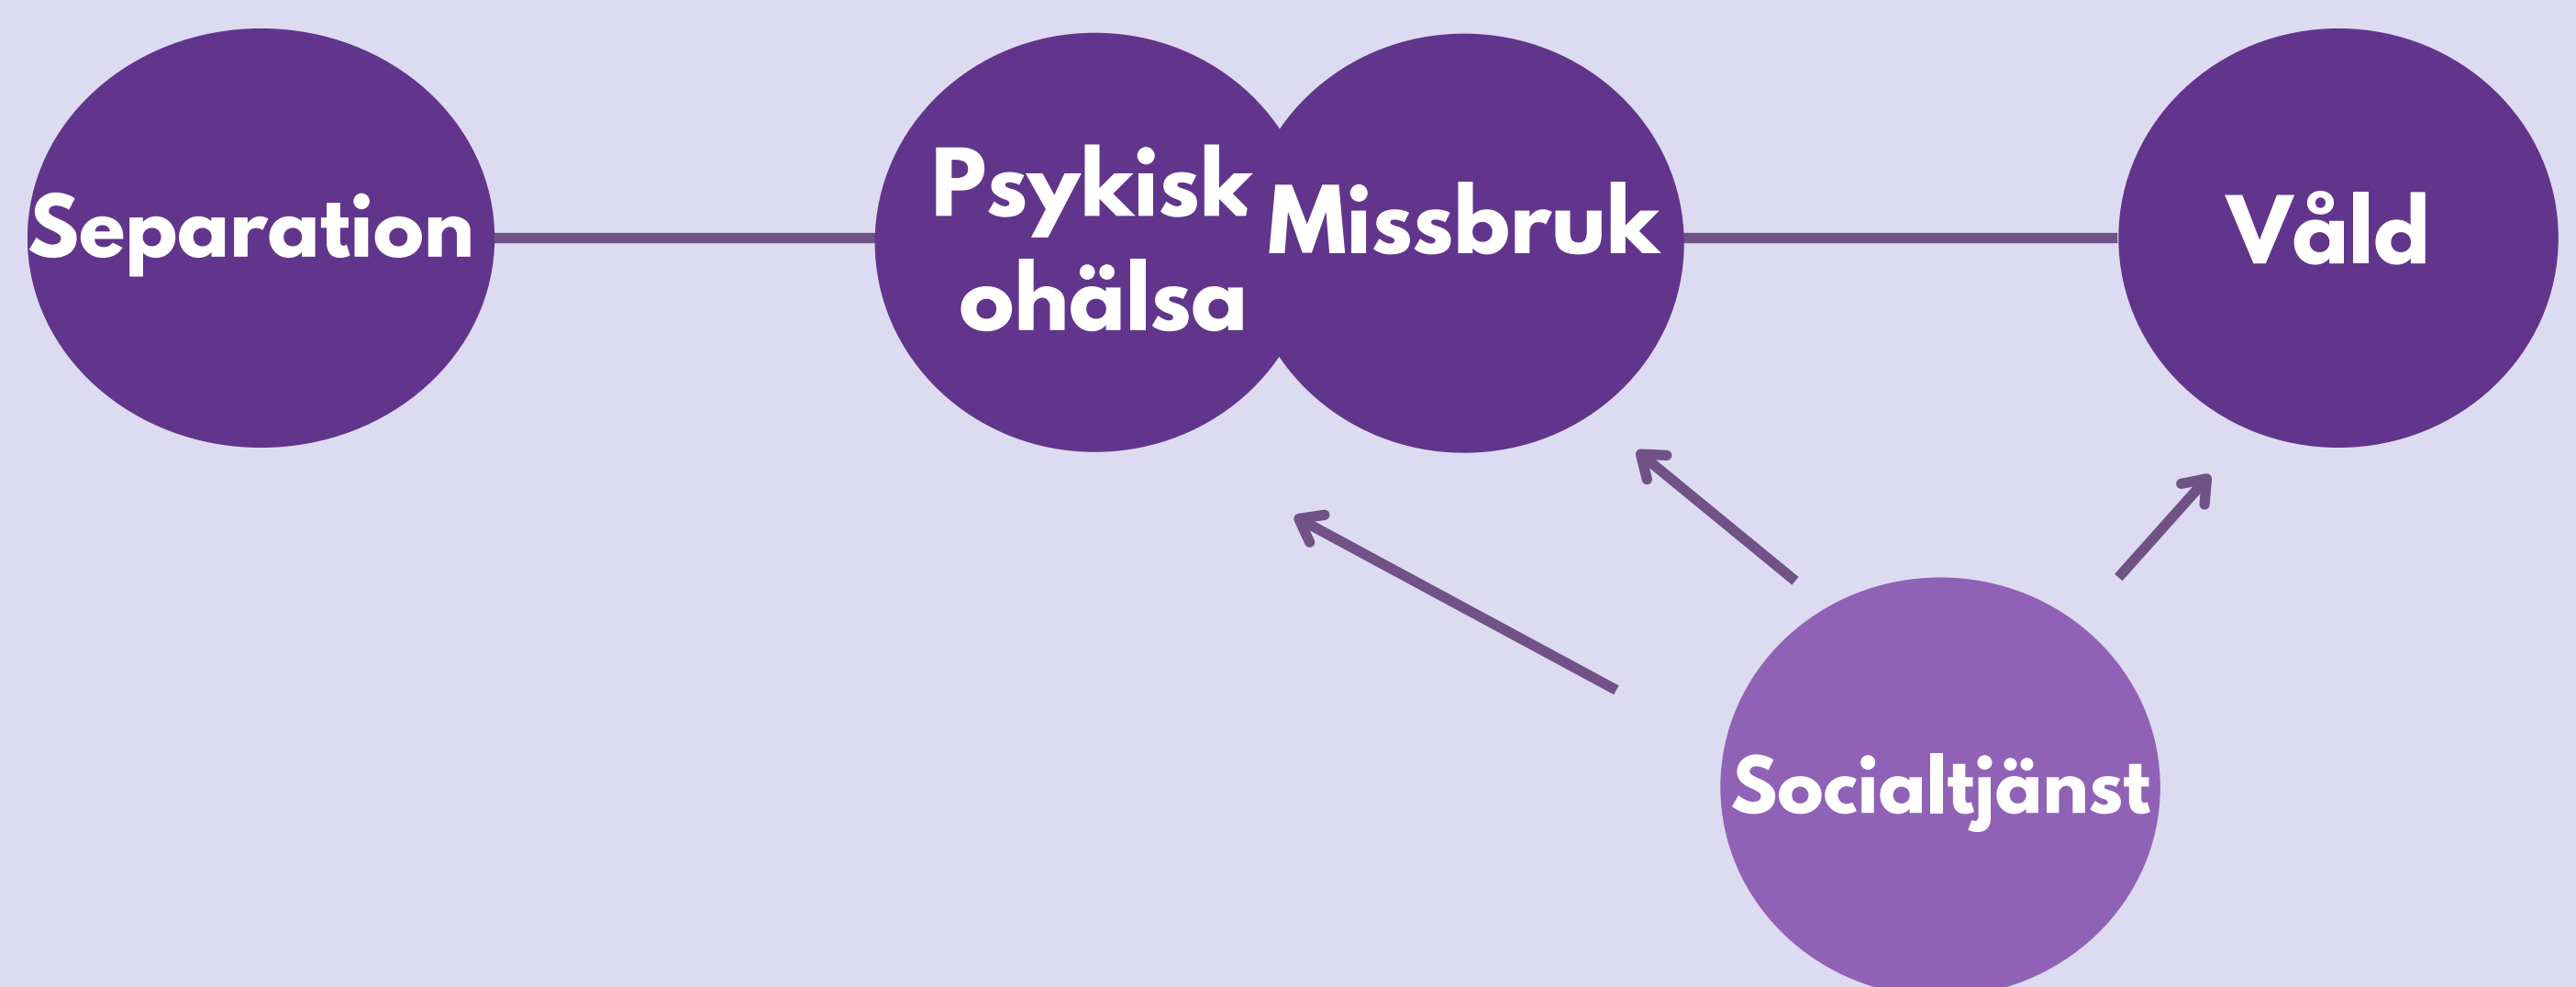 Separation
Psykisk
ohälsa
Missbruk
Våld
Socialtjänst